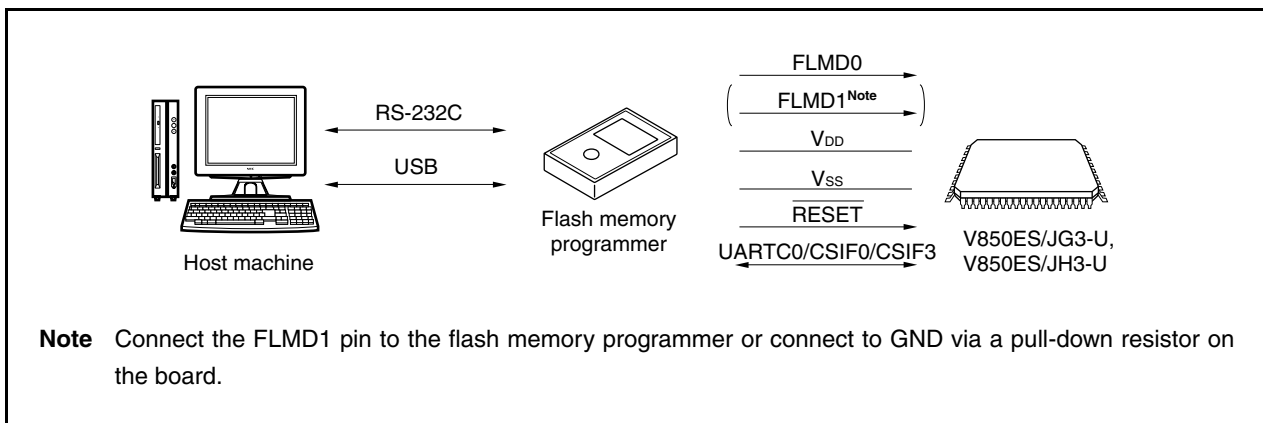 FLMD0
FLMD1Note
RS-232C
VDD
USB
VSS
RESET
Flash memory
programmer
UARTC0/CSIF0/CSIF3
V850ES/JG3-U,
V850ES/JH3-U
Host machine
Note Connect the FLMD1 pin to the flash memory programmer or connect to GND via a pull-down resistor on
the board.